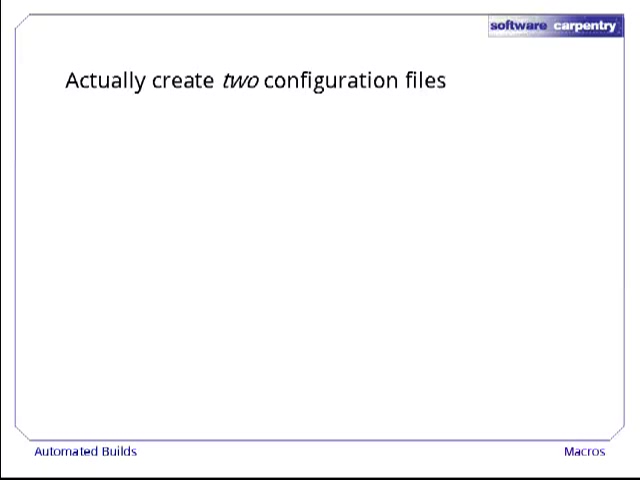 software carpentry
Actually create two configuration files
Automated Builds
Macros